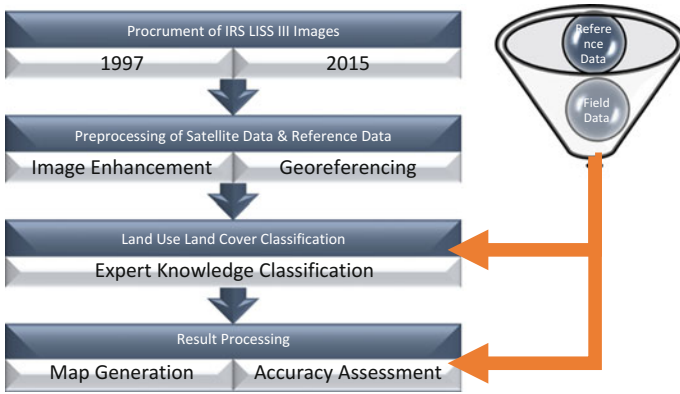 Procrument of IRS LISS III Images
1997 2015
Preprocessing of Satellite Data & Reference Data
Image Enhancement Georeferencing
Land Use Land Cover Classification
Expert Knowledge Classification
Result Processing
Map Generation Accuracy Assessment
Refere
nce
Data
Field
Data